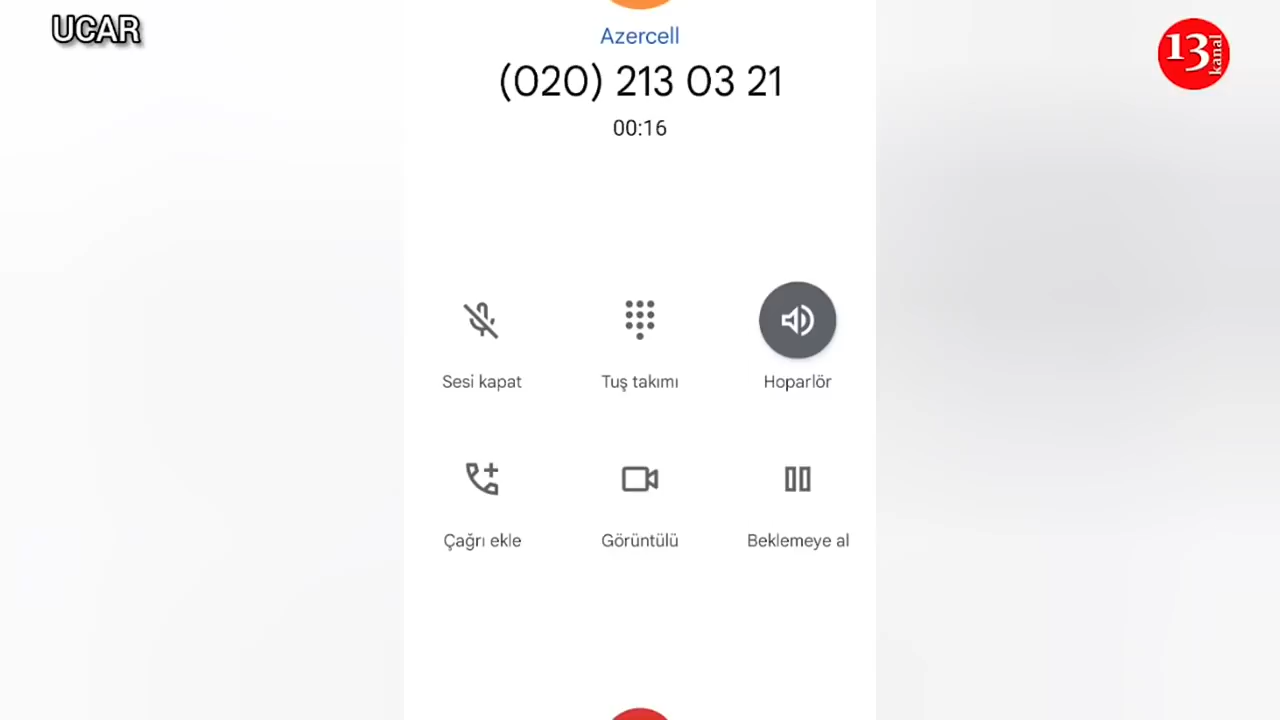 UCAR
13 kanal
Azercell
(020) 213 03 21
00:16
Sesi kapat
Tuş takımı
Hoparlör
Çağrı ekle
Görüntülü
Beklemeye al